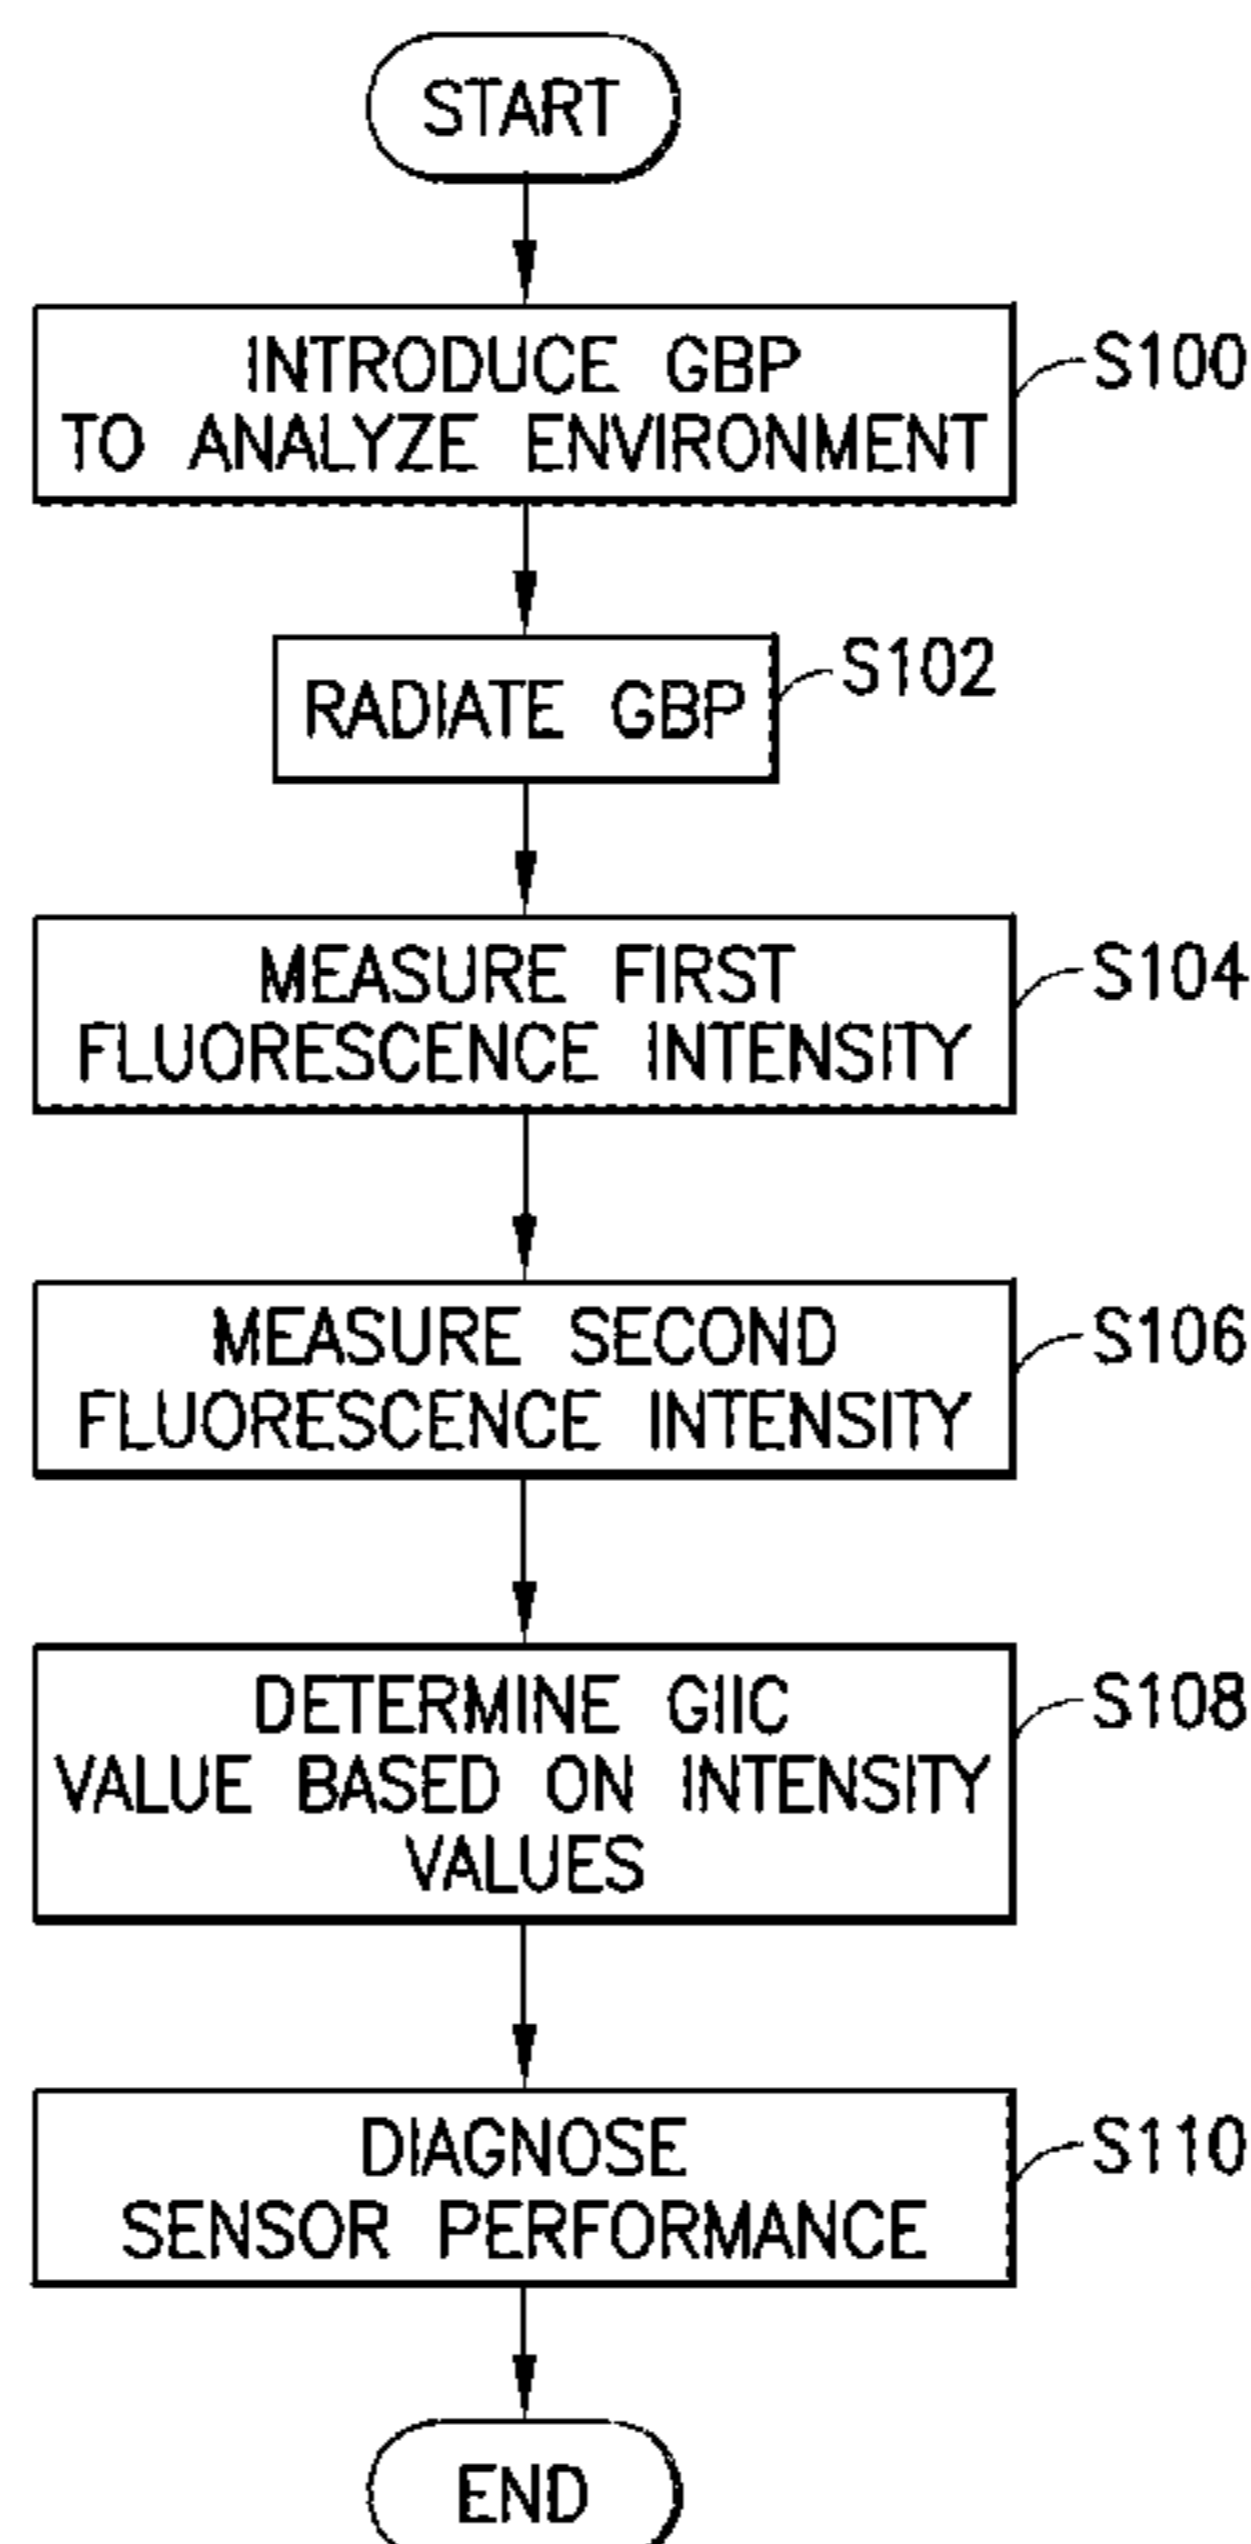 START
INTRODUCE GBP
TO ANALYZE ENVIRONMENT
S100
RADIATE GBP
S102
MEASURE FIRST
FLUORESCENCE INTENSITY
S104
MEASURE SECOND
FLUORESCENCE INTENSITY
S106
DETERMINE GIIC
VALUE BASED ON INTENSITY
VALUES
S108
DIAGNOSE
SENSOR PERFORMANCE
S110
END